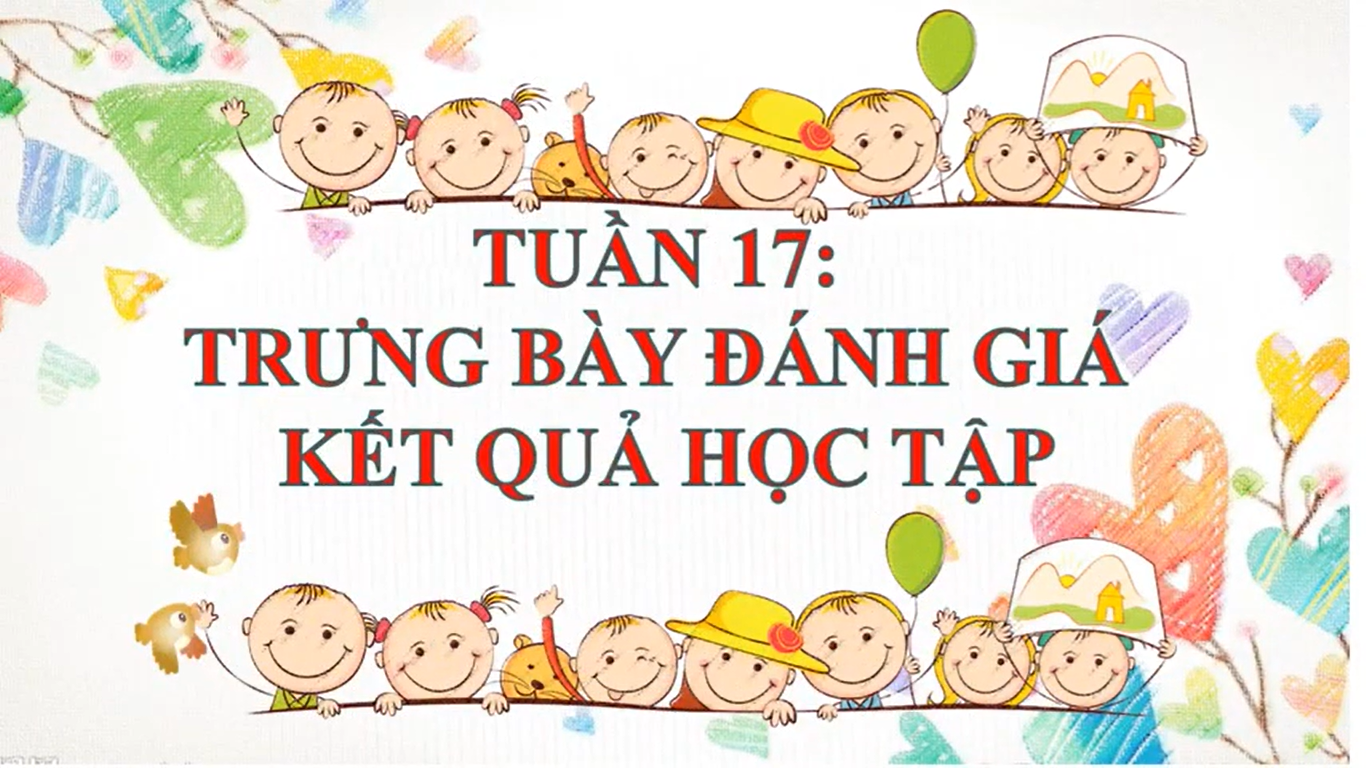 TUẦN 17:
TRƯNG BÀY ĐÁNH GIÁ
KẾT QUẢ HỌC TẬP